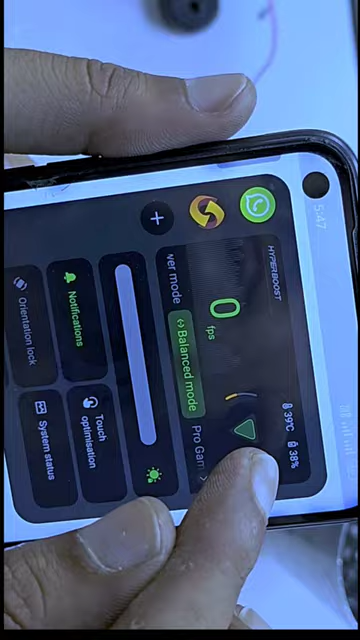 5:47
HYPERBOOST
39°C 38%
0
fps
ver mode
Balanced mode
Pro Gam
Notifications
Touch optimisation
Orientation lock
System status